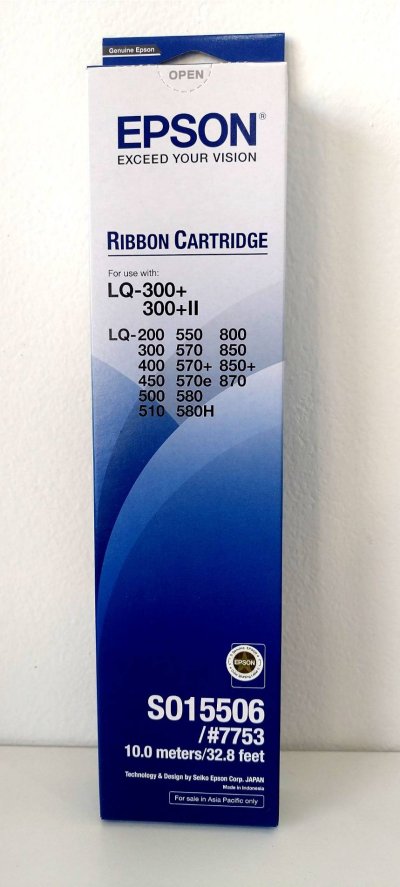 Genuine Epson
OPEN
EPSON®
EXCEED YOUR VISION
RIBBON CARTRIDGE
For use with:
LQ-300+
300+II
LQ-200 550 800
300 570 850
400 570+ 850+
450 570e 870
500 580
510 580H
EPSON
SO15506
/#7753
10.0 meters/32.8 feet
Technology & Design by Seiko Epson Corp. JAPAN
Made in Indonesia
For sale in Asia Pacific only